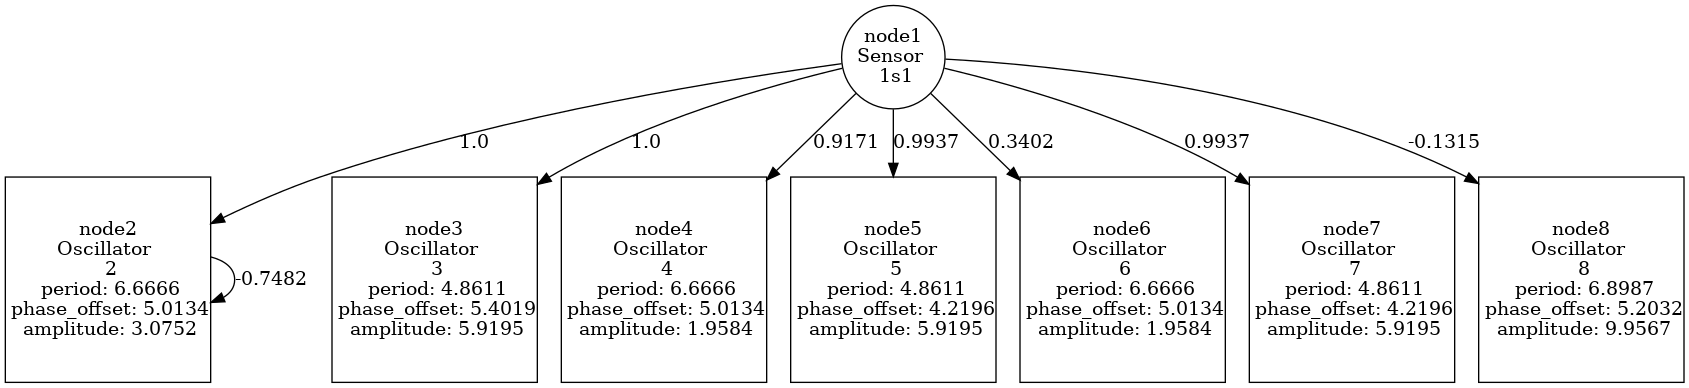 node1
Sensor
1s1
1.0
1.0
0.9171
0.9937
0.3402
0.9937
-0.1315
node2
Oscillator
2
period: 6.6666
phase_offset: 5.0134
amplitude: 3.0752
-0.7482
node3
Oscillator
3
period: 4.8611
phase_offset: 5.4019
amplitude: 5.9195
node4
Oscillator
4
period: 6.6666
phase_offset: 5.0134
amplitude: 1.9584
node5
Oscillator
5
period: 4.8611
phase_offset: 4.2196
amplitude: 5.9195
node6
Oscillator
6
period: 6.6666
phase_offset: 5.0134
amplitude: 1.9584
node7
Oscillator
7
period: 4.8611
phase_offset: 4.2196
amplitude: 5.9195
node8
Oscillator
8
period: 6.8987
phase_offset: 5.2032
amplitude: 9.9567